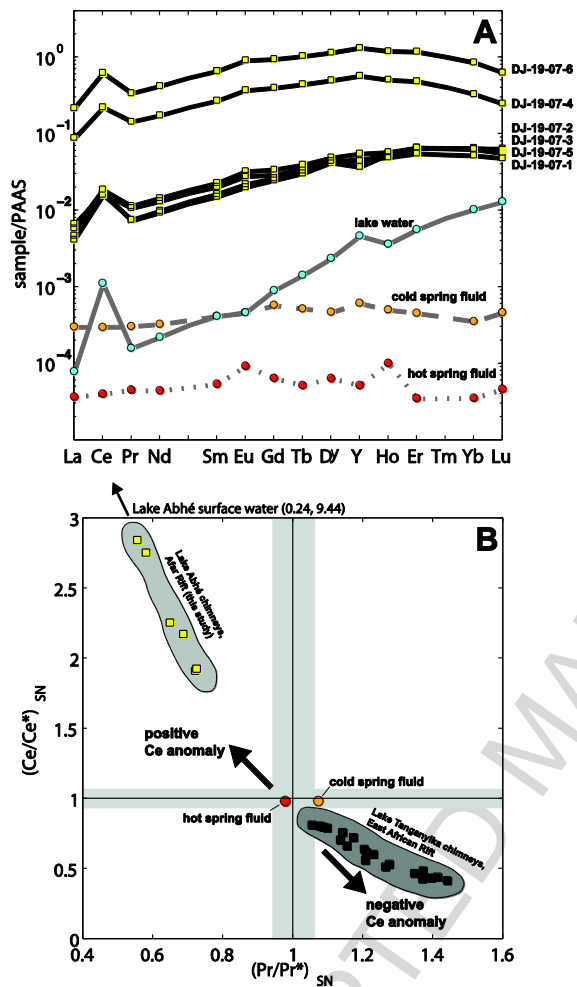 A
10^0
10^-1
10^-2
10^-3
10^-4
sample/PAAS
DJ-19-07-6
DJ-19-07-4
DJ-19-07-2
DJ-19-07-3
DJ-19-07-5
DJ-19-07-1
lake water
cold spring fluid
hot spring fluid
La Ce Pr Nd Sm Eu Gd Tb Dy Y Ho Er Tm Yb Lu
Lake Abhé surface water (0.24, 9.44)
B
3
2.5
2
1.5
1
0.5
0
(Ce/Ce*) SN
Lake Abhé chimneys,
Afar Rift (this study)
positive
Ce anomaly
cold spring fluid
hot spring fluid
Lake Tanganyika chimneys,
East African Rift
negative
Ce anomaly
0.4 0.6 0.8 1 1.2 1.4 1.6
(Pr/Pr*) SN